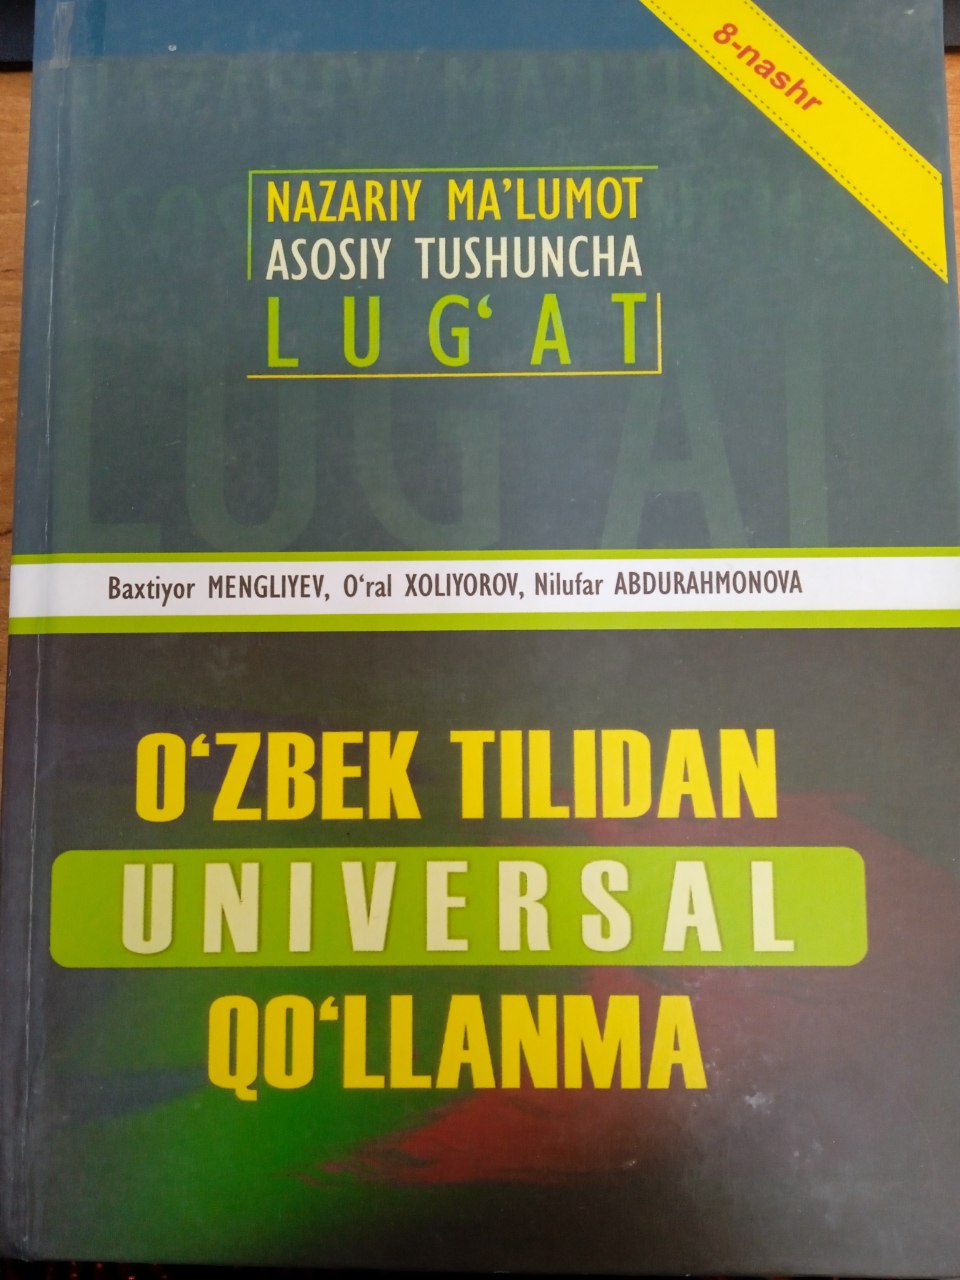 8-nashr
NAZARIY MA’LUMOT
ASOSIY TUSHUNCHA
LUG‘AT
Baxtiyor MENGLIYEV, O‘ral XOLIYOROV, Nilufar ABDURAHMONOVA
O‘ZBEK TILIDAN
UNIVERSAL
QO‘LLANMA